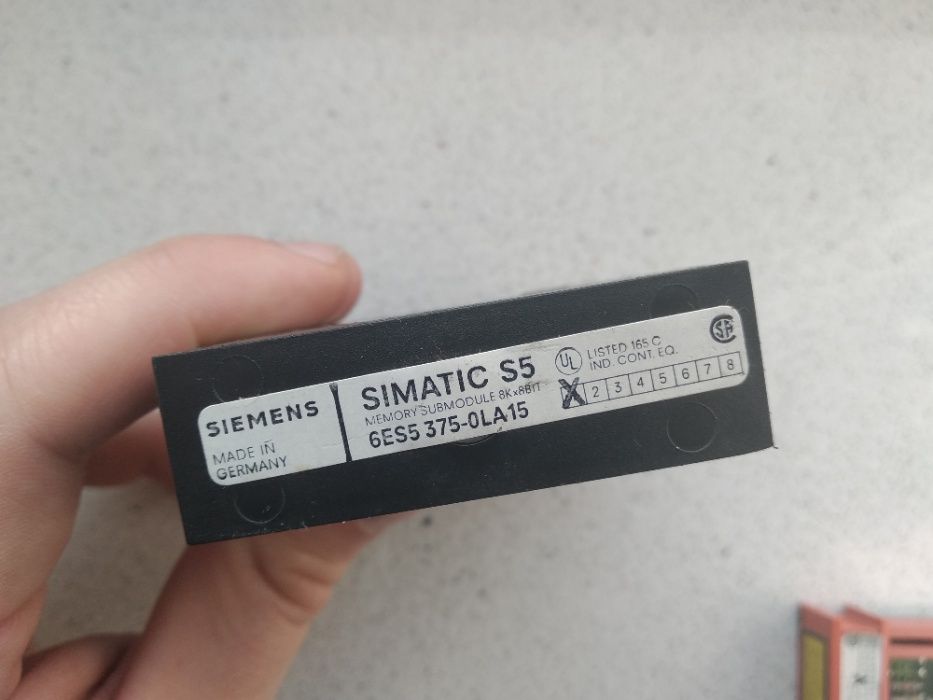 SIEMENS
MADE IN
GERMANY
SIMATIC S5
MEMORY SUBMODULE 8Kx8BIT
6ES5 375-0LA15
UL
LISTED 165 C
IND. CONT. EQ.
SA
X 2 3 4 5 6 7 8